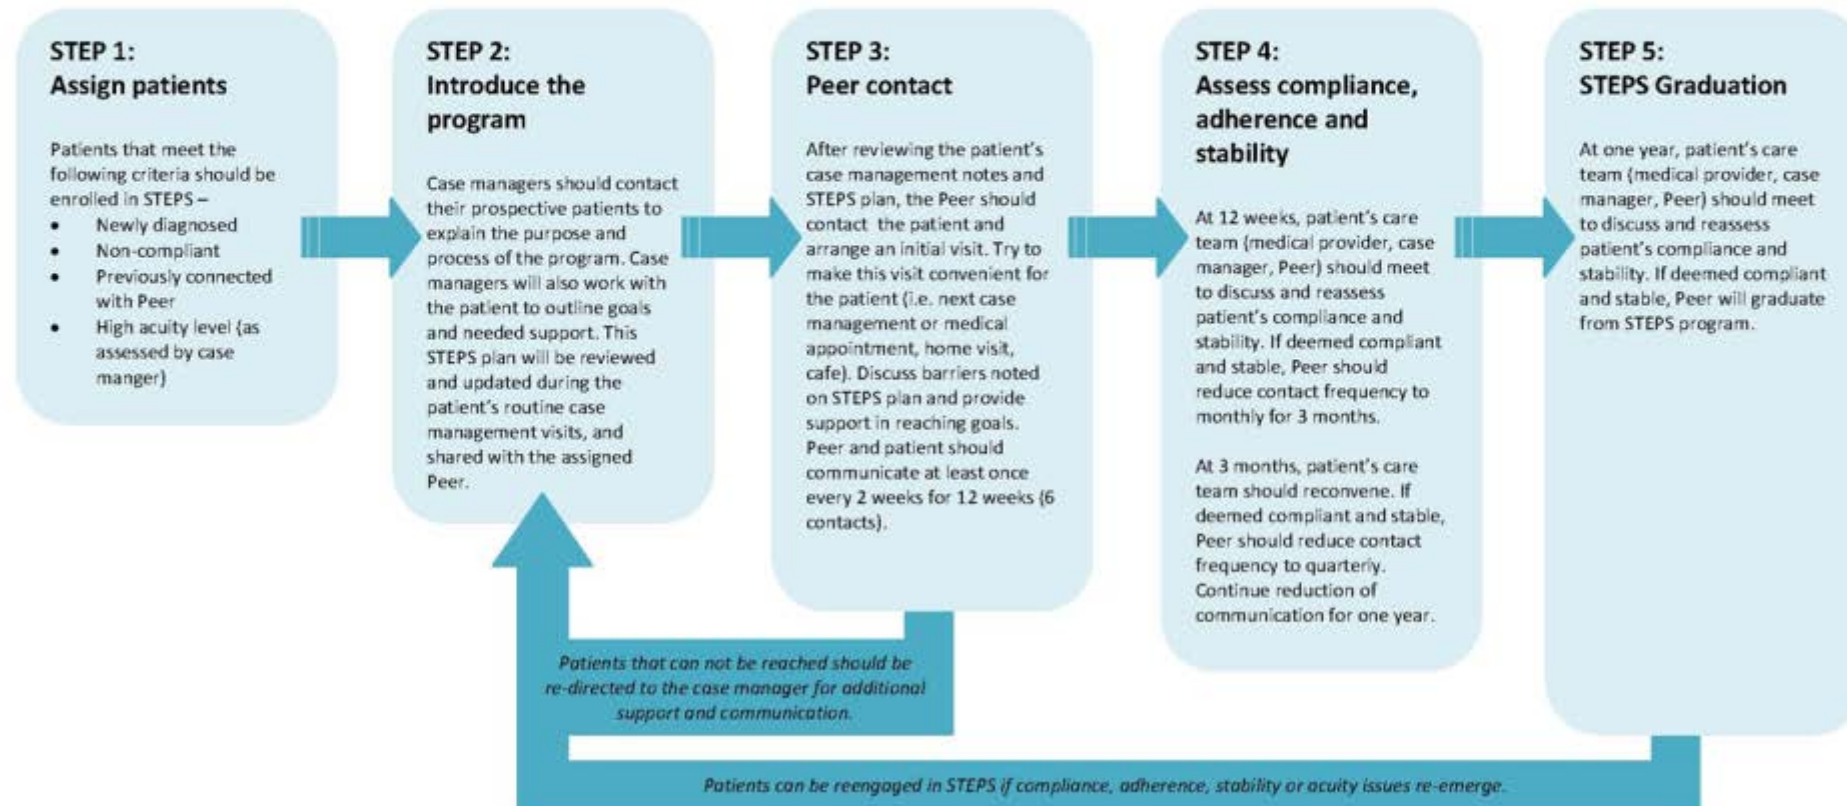 STEP 1:
Assign patients
Patients that meet the
following criteria should be
enrolled in STEPS –
• Newly diagnosed
• Non-compliant
• Previously connected
with Peer
• High acuity level (as
assessed by case
manger)
STEP 2:
Introduce the
program
Case managers should contact
their prospective patients to
explain the purpose and
process of the program. Case
managers will also work with
the patient to outline goals
and needed support. This
STEPS plan will be reviewed
and updated during the
patient's routine case
management visits, and
shared with the assigned
Peer.
STEP 3:
Peer contact
After reviewing the patient's
case management notes and
STEPS plan, the Peer should
contact the patient and
arrange an initial visit. Try to
make this visit convenient for
the patient (i.e. next case
management or medical
appointment, home visit,
cafe). Discuss barriers noted
on STEPS plan and provide
support in reaching goals.
Peer and patient should
communicate at least once
every 2 weeks for 12 weeks (6
contacts).
STEP 4:
Assess compliance,
adherence and
stability
At 12 weeks, patient's care
team (medical provider, case
manager, Peer) should meet
to discuss and reassess
patient's compliance and
stability. If deemed compliant
and stable, Peer should
reduce contact frequency to
monthly for 3 months.
At 3 months, patient's care
team should reconvene. If
deemed compliant and stable,
Peer should reduce contact
frequency to quarterly.
Continue reduction of
communication for one year.
STEP 5:
STEPS Graduation
At one year, patient's care
team (medical provider, case
manager, Peer) should meet
to discuss and reassess
patient's compliance and
stability. If deemed compliant
and stable, Peer will graduate
from STEPS program.
Patients that can not be reached should be
re-directed to the case manager for additional
support and communication.
Patients can be reengaged in STEPS if compliance, adherence, stability or acuity issues re-emerge.